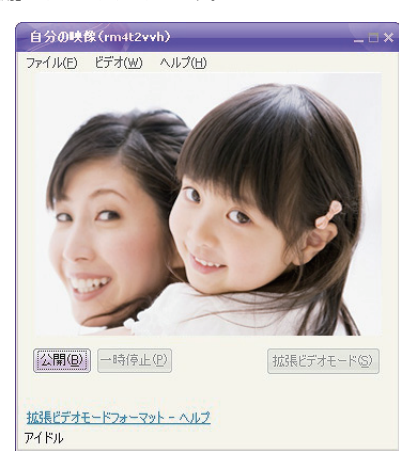 自分の映像(rm4t2vvh)
ファイル(F) ビデオ(W) ヘルプ(H)
公開(B) 一時停止(P) 拡張ビデオモード(S)
拡張ビデオモードフォーマット - ヘルプ
アイドル